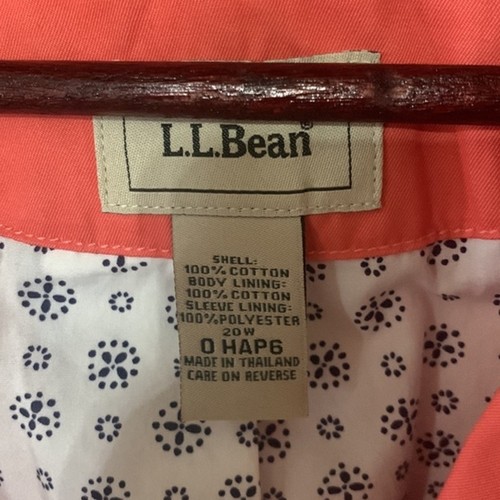 L.L.Bean®
SHELL:
100% COTTON
BODY LINING:
100% COTTON
SLEEVE LINING:
100%POLYESTER
20W
0 HAP6
MADE IN THAILAND
CARE ON REVERSE